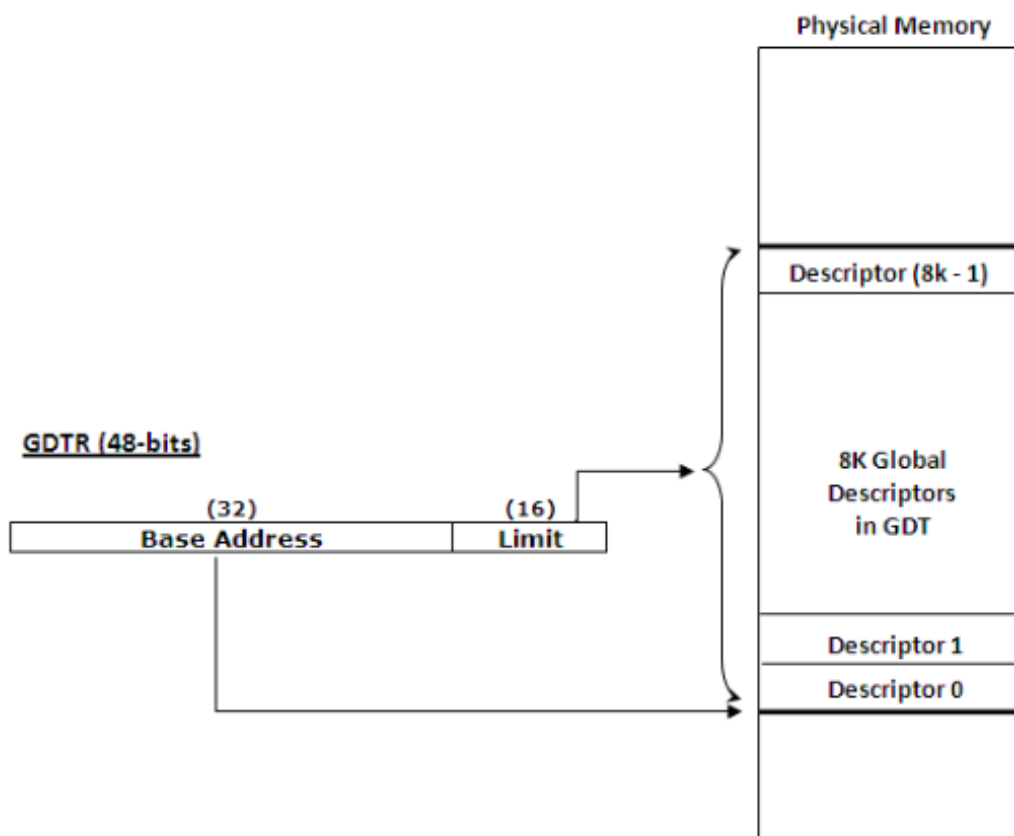 Physical Memory
Descriptor (8k - 1)
GDTR (48-bits)
8K Global
Descriptors
in GDT
(32)
(16)
Base Address
Limit
Descriptor 1
Descriptor 0